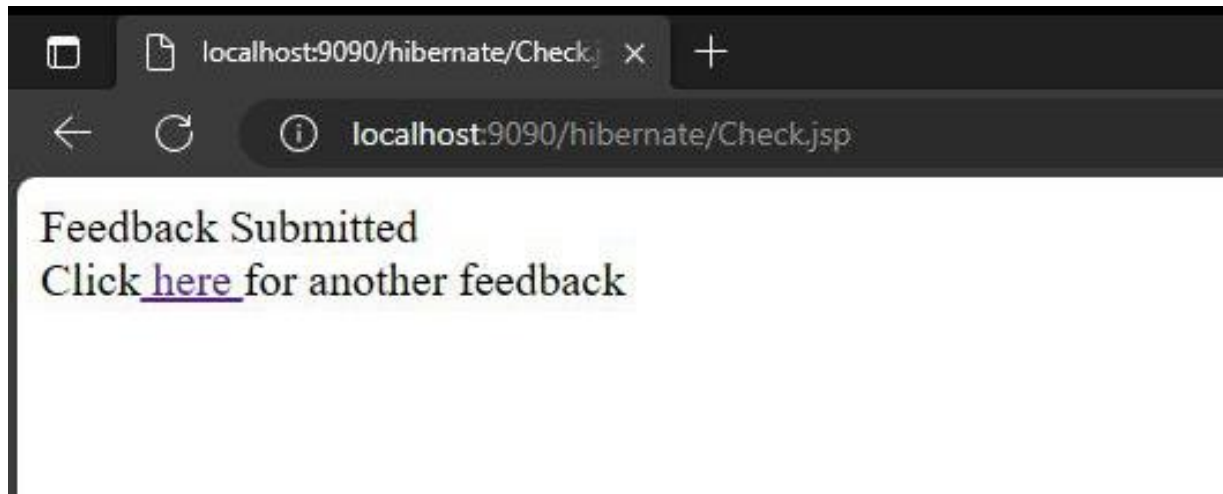 localhost:9090/hibernate/Check.j
localhost:9090/hibernate/Check.jsp
Feedback Submitted
Click here for another feedback